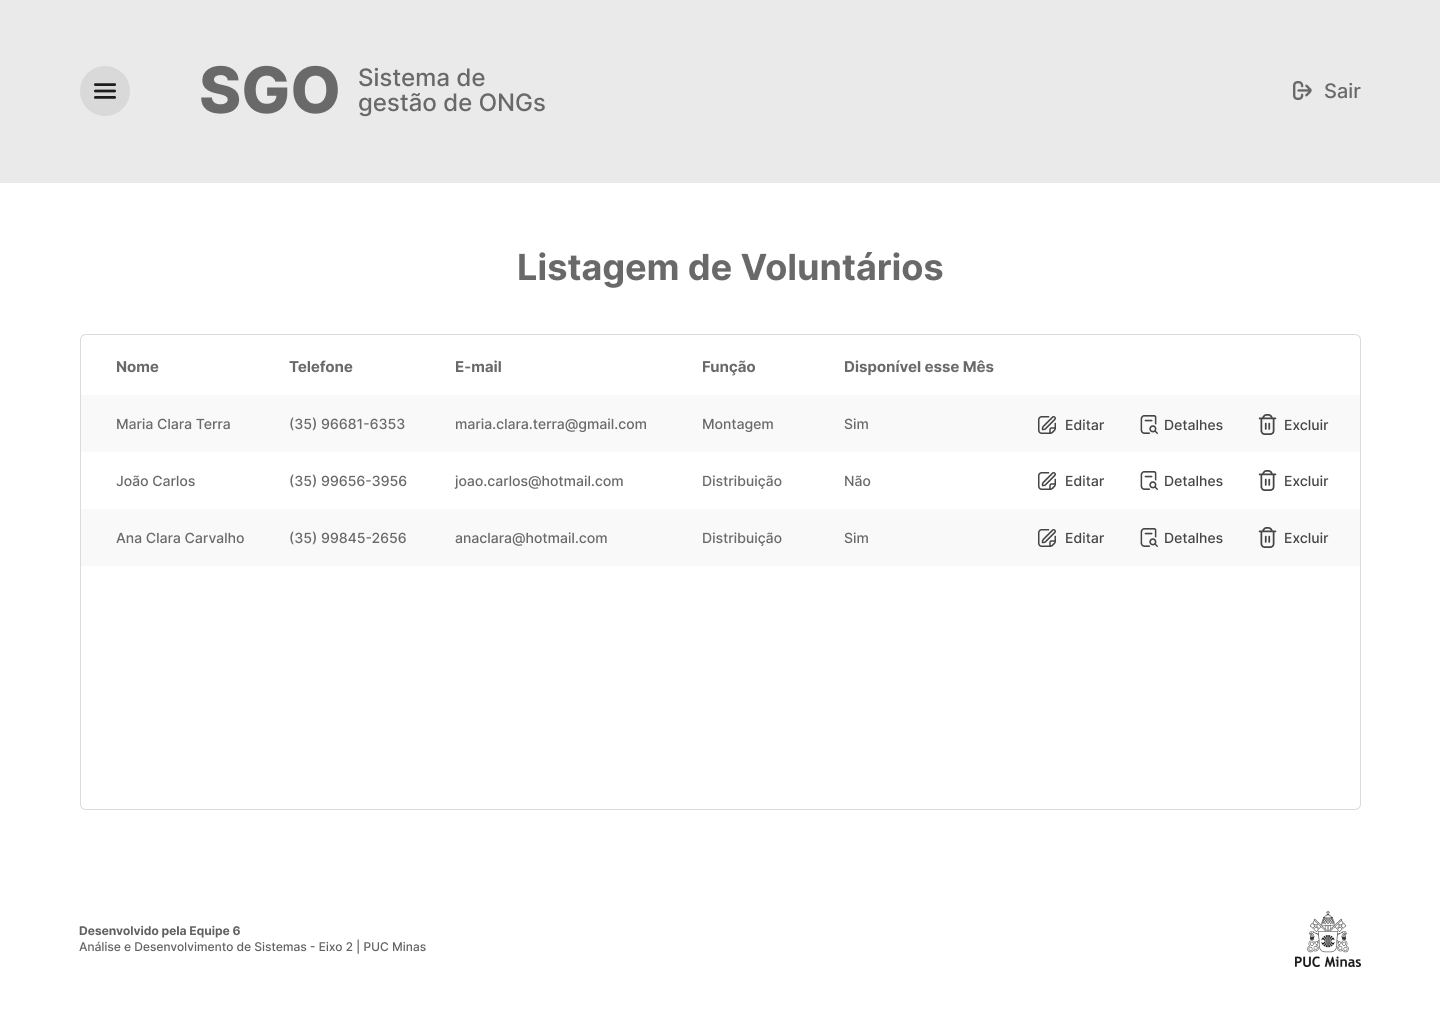 SGO
Sistema de
gestão de ONGs
Sair
Listagem de Voluntários
Nome Telefone E-mail Função Disponível esse Mês
Maria Clara Terra (35) 96681-6353 maria.clara.terra@gmail.com Montagem Sim Editar Detalhes Excluir
João Carlos (35) 99656-3956 joao.carlos@hotmail.com Distribuição Não Editar Detalhes Excluir
Ana Clara Carvalho (35) 99845-2656 anaclara@hotmail.com Distribuição Sim Editar Detalhes Excluir
Desenvolvido pela Equipe 6
Análise e Desenvolvimento de Sistemas - Eixo 2 | PUC Minas
PUC Minas